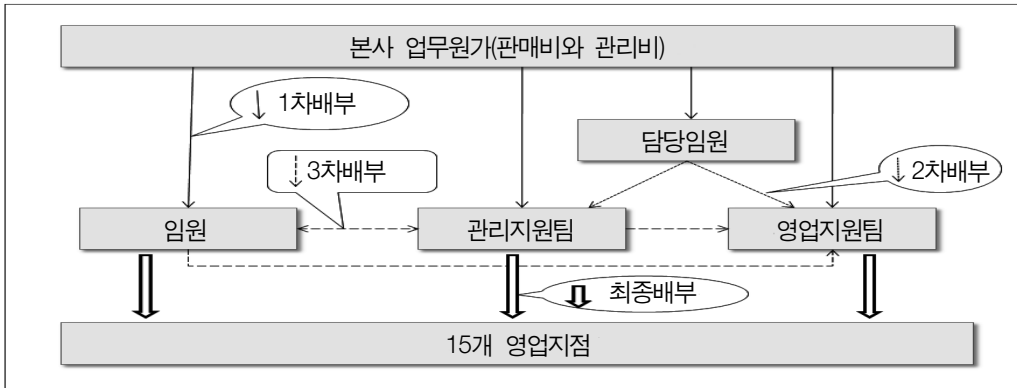 본사 업무원가(판매비와 관리비)
1차배부
담당임원
3차배부
2차배부
임원
관리지원팀
영업지원팀
최종배부
15개 영업지점